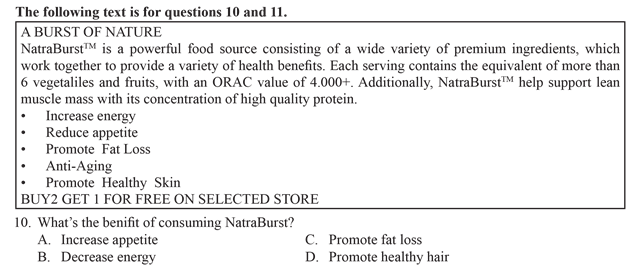 The following text is for questions 10 and 11.
A BURST OF NATURE
NatraBurst™ is a powerful food source consisting of a wide variety of premium ingredients, which
work together to provide a variety of health benefits. Each serving contains the equivalent of more than
6 vegetaliles and fruits, with an ORAC value of 4.000+. Additionally, NatraBurst™ help support lean
muscle mass with its concentration of high quality protein.
• Increase energy
• Reduce appetite
• Promote Fat Loss
• Anti-Aging
• Promote Healthy Skin
BUY2 GET 1 FOR FREE ON SELECTED STORE
10. What's the benifit of consuming NatraBurst?
A. Increase appetite C. Promote fat loss
B. Decrease energy D. Promote healthy hair